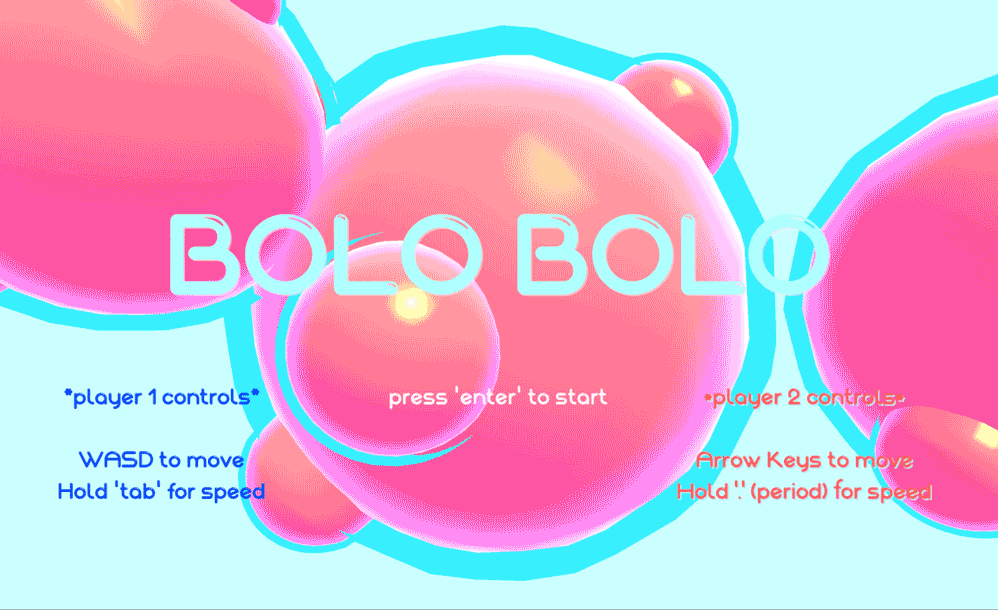 BOLO BOLO
*player 1 controls*
WASD to move
Hold 'tab' for speed
press 'enter' to start
*player 2 controls*
Arrow Keys to move
Hold '.' (period) for speed